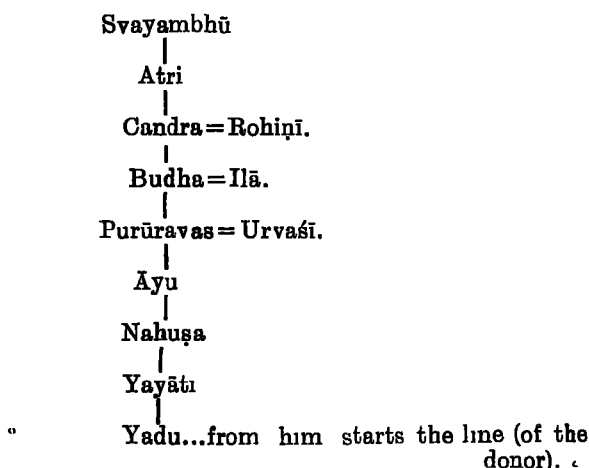 Svayambhū
Atri
Candra=Rohiṇī.
Budha=Ilā.
Purūravas=Urvaśī.
Āyu
Nahuṣa
Yayātı
Yadu...from hım starts the lıne (of the
donor).